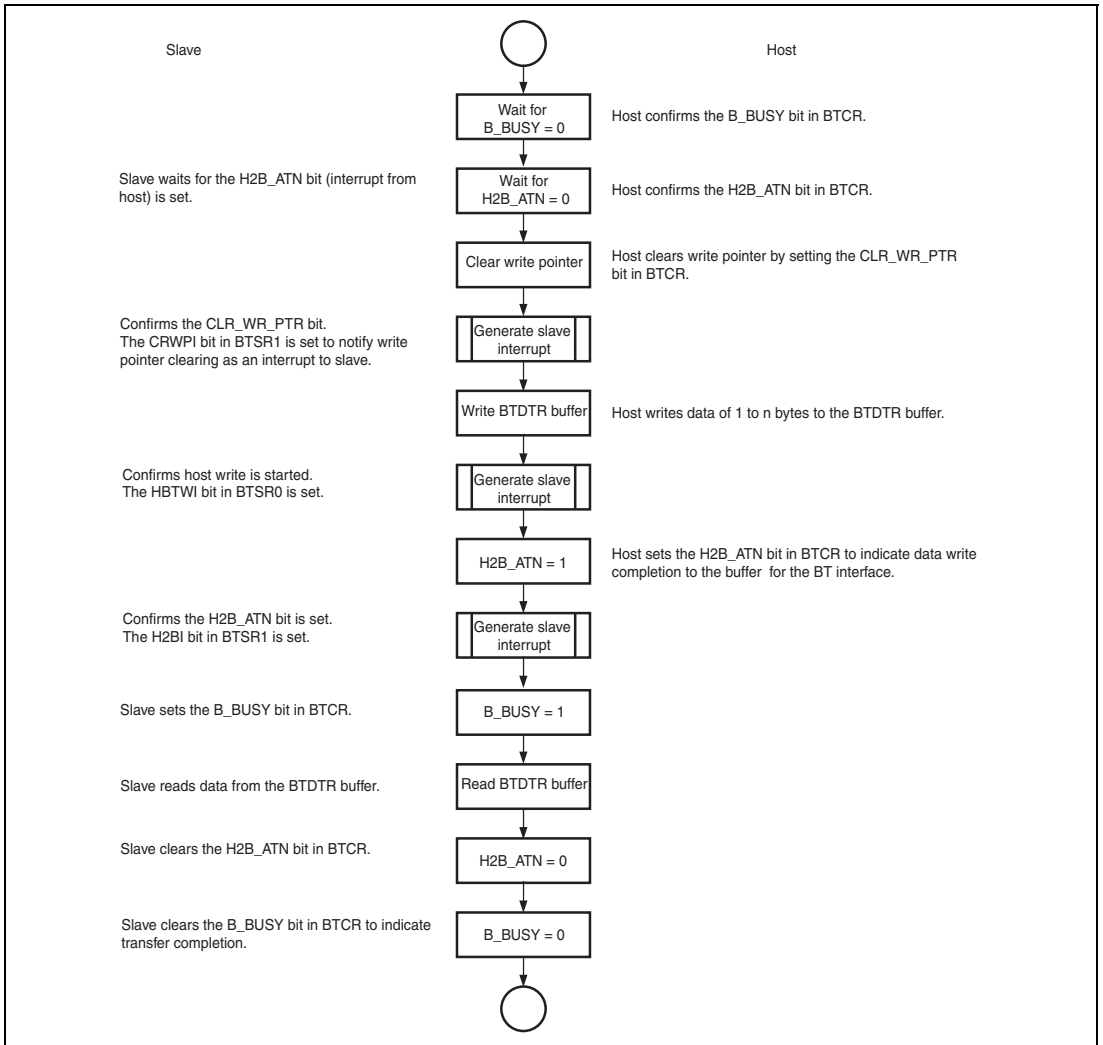 Slave
Host
Wait for
B_BUSY = 0
Host confirms the B_BUSY bit in BTCR.
Slave waits for the H2B_ATN bit (interrupt from
host) is set.
Wait for
H2B_ATN = 0
Host confirms the H2B_ATN bit in BTCR.
Clear write pointer
Host clears write pointer by setting the CLR_WR_PTR
bit in BTCR.
Confirms the CLR_WR_PTR bit.
The CRWPI bit in BTSR1 is set to notify write
pointer clearing as an interrupt to slave.
Generate slave
interrupt
Write BTDTR buffer
Host writes data of 1 to n bytes to the BTDTR buffer.
Confirms host write is started.
The HBTWI bit in BTSR0 is set.
Generate slave
interrupt
H2B_ATN = 1
Host sets the H2B_ATN bit in BTCR to indicate data write
completion to the buffer for the BT interface.
Confirms the H2B_ATN bit is set.
The H2BI bit in BTSR1 is set.
Generate slave
interrupt
Slave sets the B_BUSY bit in BTCR.
B_BUSY = 1
Slave reads data from the BTDTR buffer.
Read BTDTR buffer
Slave clears the H2B_ATN bit in BTCR.
H2B_ATN = 0
Slave clears the B_BUSY bit in BTCR to indicate
transfer completion.
B_BUSY = 0